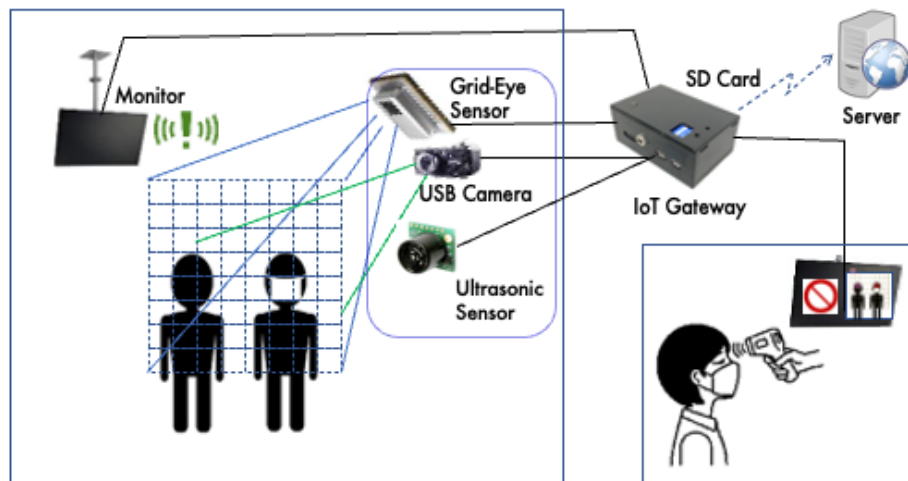 Monitor
Grid-Eye
Sensor
USB Camera
Ultrasonic
Sensor
SD Card
IoT Gateway
Server